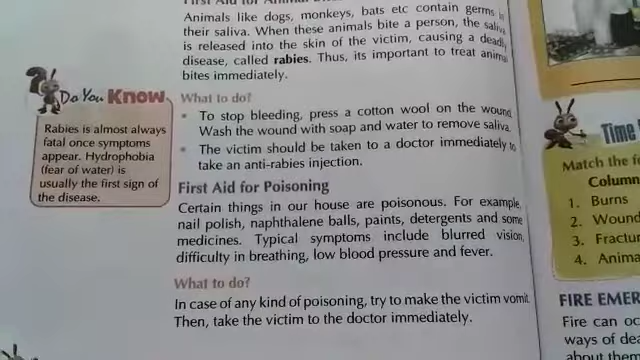 First Aid for Animal
Animals like dogs, monkeys, bats etc contain germs in
their saliva. When these animals bite a person, the saliva
is released into the skin of the victim, causing a deadly
disease, called rabies. Thus, its important to treat animal
bites immediately.
What to do?
• To stop bleeding, press a cotton wool on the wound.
Wash the wound with soap and water to remove saliva.
• The victim should be taken to a doctor immediately to
take an anti-rabies injection.
First Aid for Poisoning
Certain things in our house are poisonous. For example,
nail polish, naphthalene balls, paints, detergents and some
medicines. Typical symptoms include blurred vision,
difficulty in breathing, low blood pressure and fever.
What to do?
In case of any kind of poisoning, try to make the victim vomit.
Then, take the victim to the doctor immediately.
Do You Know
Rabies is almost always
fatal once symptoms
appear. Hydrophobia
(fear of water) is
usually the first sign of
the disease.
Time
Match the
Column
1. Burns
2. Wound
3. Fractu
4. Anima
FIRE EMER
Fire can oc
ways of dea
about them